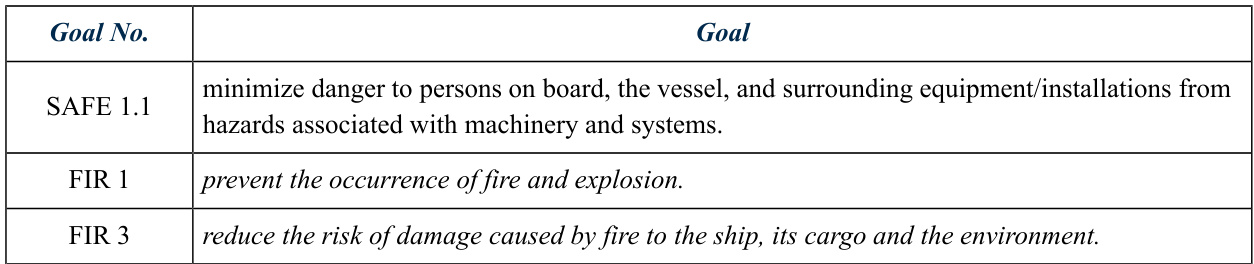 Goal No. Goal
SAFE 1.1 minimize danger to persons on board, the vessel, and surrounding equipment/installations from
hazards associated with machinery and systems.
FIR 1 prevent the occurrence of fire and explosion.
FIR 3 reduce the risk of damage caused by fire to the ship, its cargo and the environment.